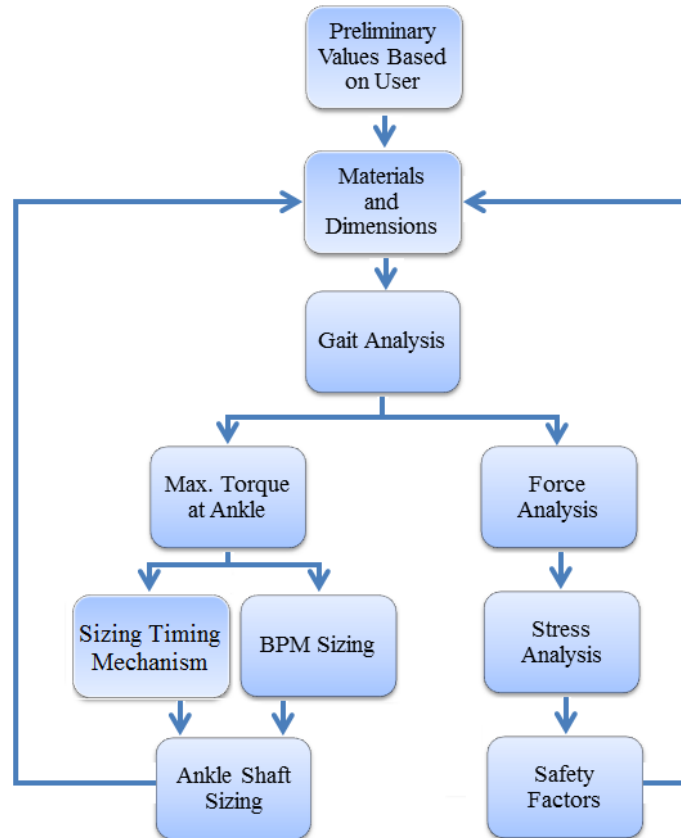 Preliminary
Values Based
on User
Materials
and
Dimensions
Gait Analysis
Max. Torque
at Ankle
Force
Analysis
Sizing Timing
Mechanism
BPM Sizing
Stress
Analysis
Ankle Shaft
Sizing
Safety
Factors